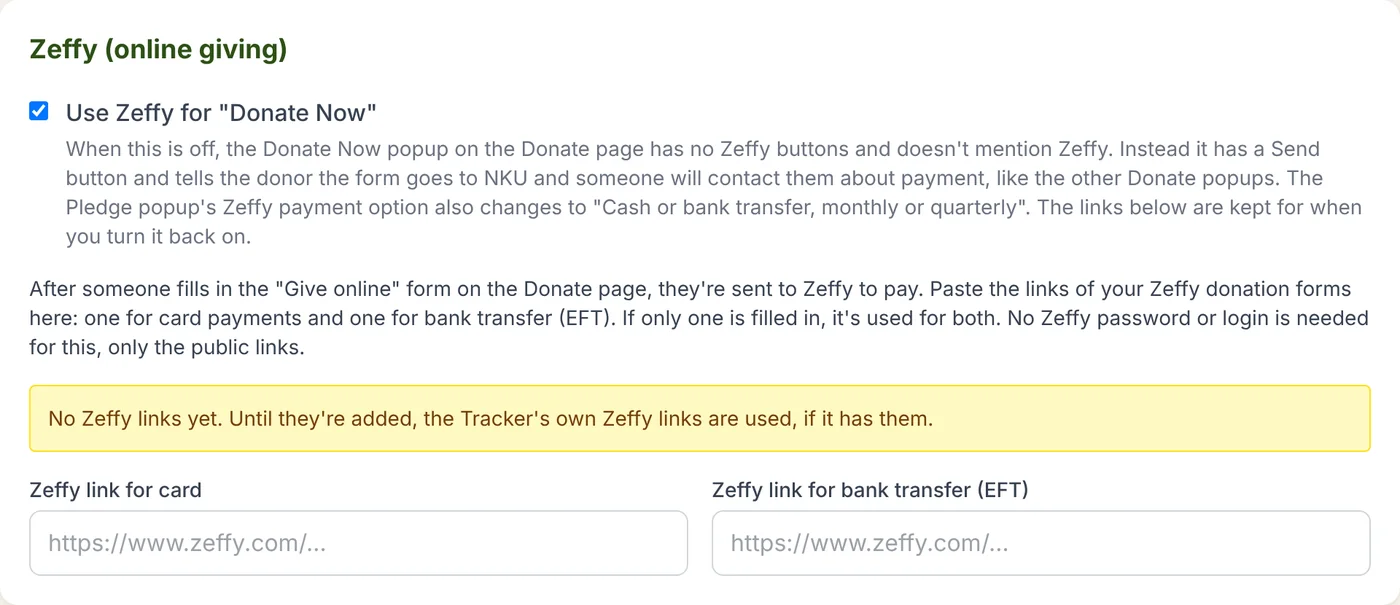 Zeffy (online giving)
Use Zeffy for "Donate Now"
When this is off, the Donate Now popup on the Donate page has no Zeffy buttons and doesn't mention Zeffy. Instead it has a Send
button and tells the donor the form goes to NKU and someone will contact them about payment, like the other Donate popups. The
Pledge popup's Zeffy payment option also changes to "Cash or bank transfer, monthly or quarterly". The links below are kept for when
you turn it back on.
After someone fills in the "Give online" form on the Donate page, they're sent to Zeffy to pay. Paste the links of your Zeffy donation forms
here: one for card payments and one for bank transfer (EFT). If only one is filled in, it's used for both. No Zeffy password or login is needed
for this, only the public links.
No Zeffy links yet. Until they're added, the Tracker's own Zeffy links are used, if it has them.
Zeffy link for card
https://www.zeffy.com/...
Zeffy link for bank transfer (EFT)
https://www.zeffy.com/...